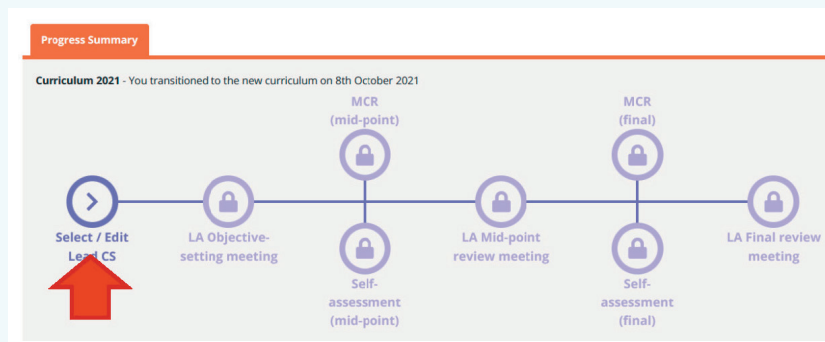 Progress Summary
Curriculum 2021 - You transitioned to the new curriculum on 8th October 2021
MCR
(mid-point)
MCR
(final)
Select / Edit
Lead CS
LA Objective-
setting meeting
LA Mid-point
review meeting
LA Final review
meeting
Self-
assessment
(mid-point)
Self-
assessment
(final)